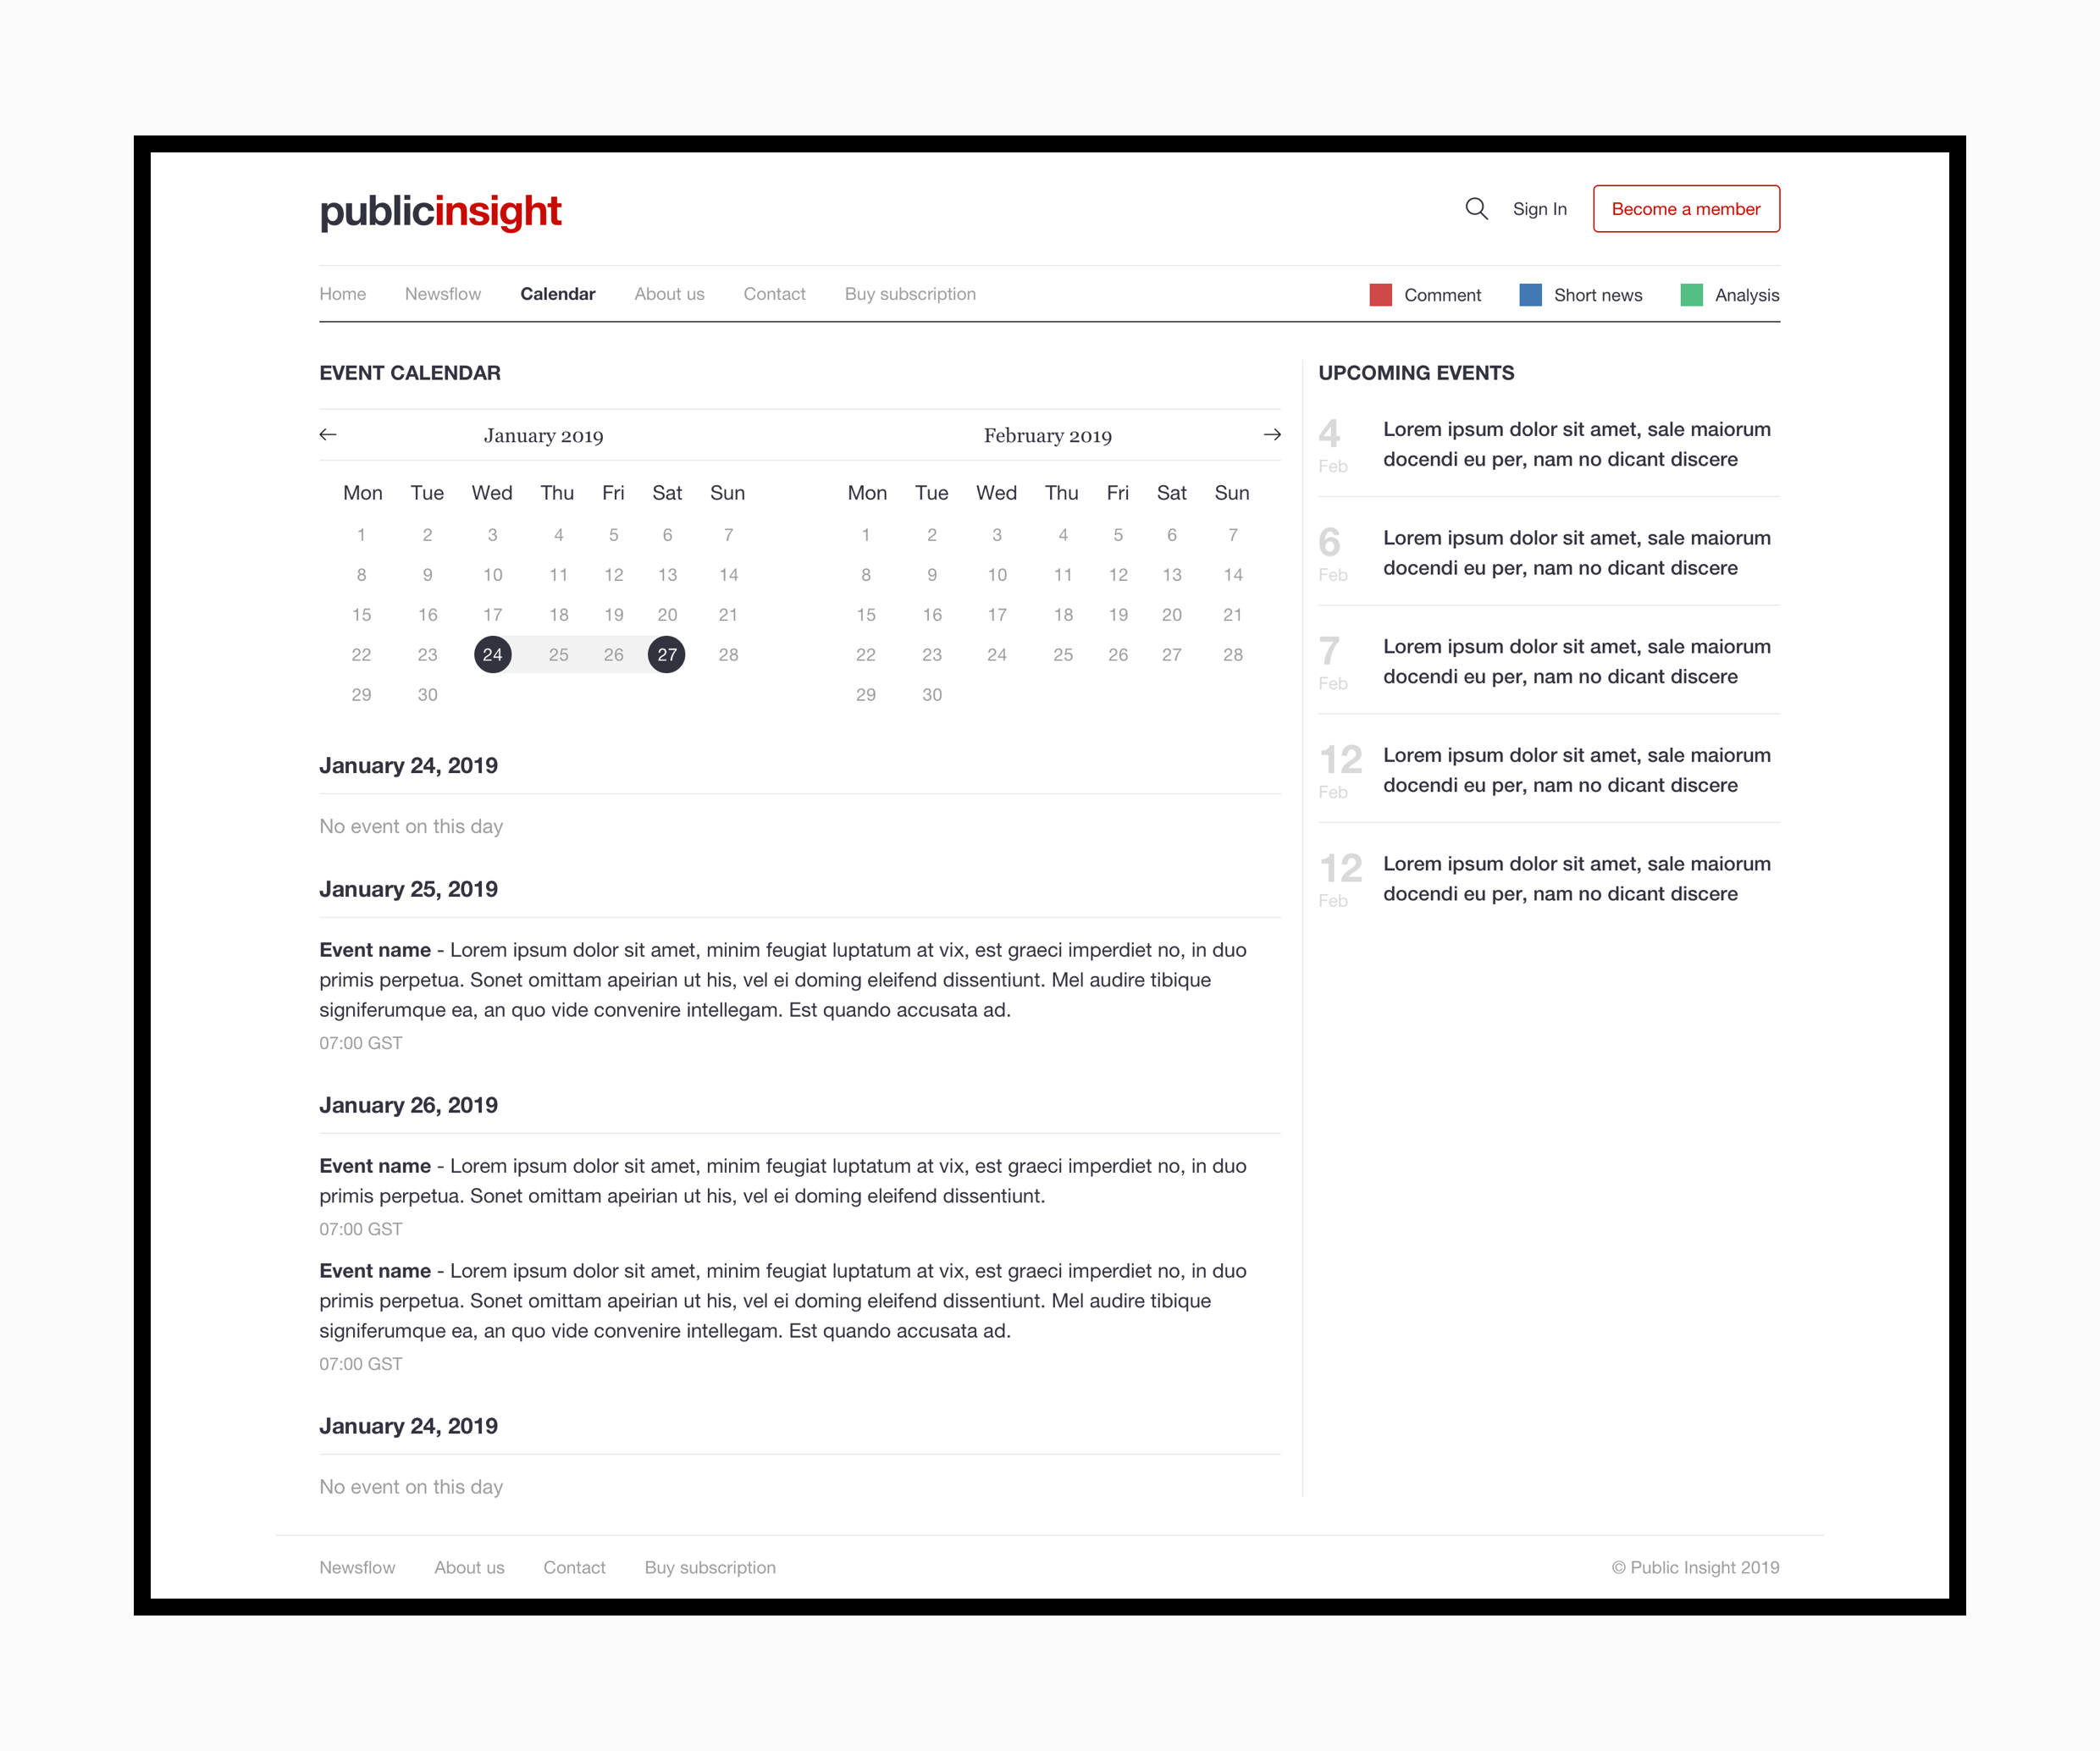 publicinsight
Sign In
Become a member
Home Newsflow Calendar About us Contact Buy subscription
Comment Short news Analysis
EVENT CALENDAR
January 2019 February 2019
Mon Tue Wed Thu Fri Sat Sun
1 2 3 4 5 6 7
8 9 10 11 12 13 14
15 16 17 18 19 20 21
22 23 24 25 26 27 28
29 30
Mon Tue Wed Thu Fri Sat Sun
1 2 3 4 5 6 7
8 9 10 11 12 13 14
15 16 17 18 19 20 21
22 23 24 25 26 27 28
29 30
January 24, 2019
No event on this day
January 25, 2019
Event name - Lorem ipsum dolor sit amet, minim feugiat luptatum at vix, est graeci imperdiet no, in duo
primis perpetua. Sonet omittam apeirian ut his, vel ei doming eleifend dissentiunt. Mel audire tibique
signiferumque ea, an quo vide convenire intellegam. Est quando accusata ad.
07:00 GST
January 26, 2019
Event name - Lorem ipsum dolor sit amet, minim feugiat luptatum at vix, est graeci imperdiet no, in duo
primis perpetua. Sonet omittam apeirian ut his, vel ei doming eleifend dissentiunt.
07:00 GST
Event name - Lorem ipsum dolor sit amet, minim feugiat luptatum at vix, est graeci imperdiet no, in duo
primis perpetua. Sonet omittam apeirian ut his, vel ei doming eleifend dissentiunt. Mel audire tibique
signiferumque ea, an quo vide convenire intellegam. Est quando accusata ad.
07:00 GST
January 24, 2019
No event on this day
UPCOMING EVENTS
4
Feb
Lorem ipsum dolor sit amet, sale maiorum
docendi eu per, nam no dicant discere
6
Feb
Lorem ipsum dolor sit amet, sale maiorum
docendi eu per, nam no dicant discere
7
Feb
Lorem ipsum dolor sit amet, sale maiorum
docendi eu per, nam no dicant discere
12
Feb
Lorem ipsum dolor sit amet, sale maiorum
docendi eu per, nam no dicant discere
12
Feb
Lorem ipsum dolor sit amet, sale maiorum
docendi eu per, nam no dicant discere
Newsflow About us Contact Buy subscription
© Public Insight 2019